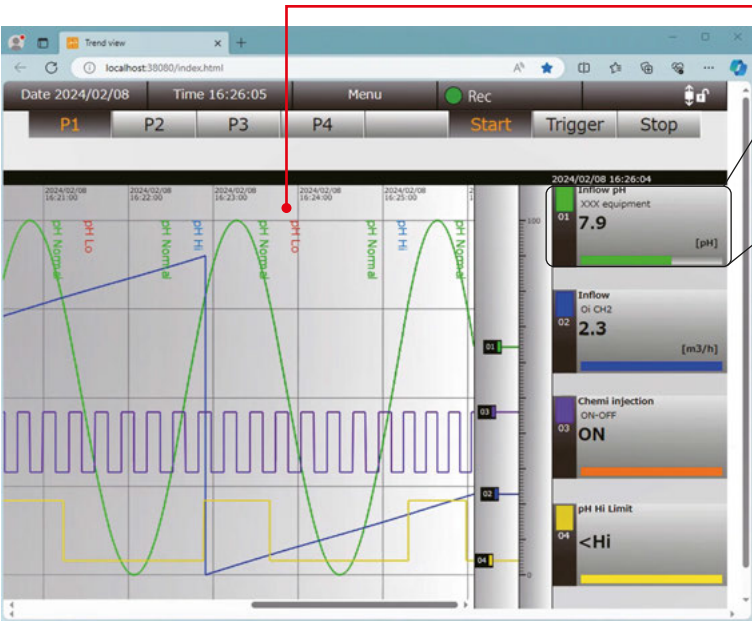 Trend view
localhost:38080/index.html
Date 2024/02/08 Time 16:26:05 Menu Rec
P1 P2 P3 P4 Start Trigger Stop
2024/02/08 16:26:04
2024/02/08 2024/02/08 2024/02/08 2024/02/08 2024/02/08
16:21:00 16:22:00 16:23:00 16:24:00 16:25:00
pH Normal
pH Lo
pH Normal
pH Hi
pH Normal
pH Lo
pH Normal
pH Hi
pH Normal
100
0
01
03
02
04
Inflow pH
XXX equipment
01
7.9
[pH]
Inflow
Oi CH2
02
2.3
[m3/h]
Chemi injection
ON-OFF
03
ON
pH Hi Limit
04
<Hi